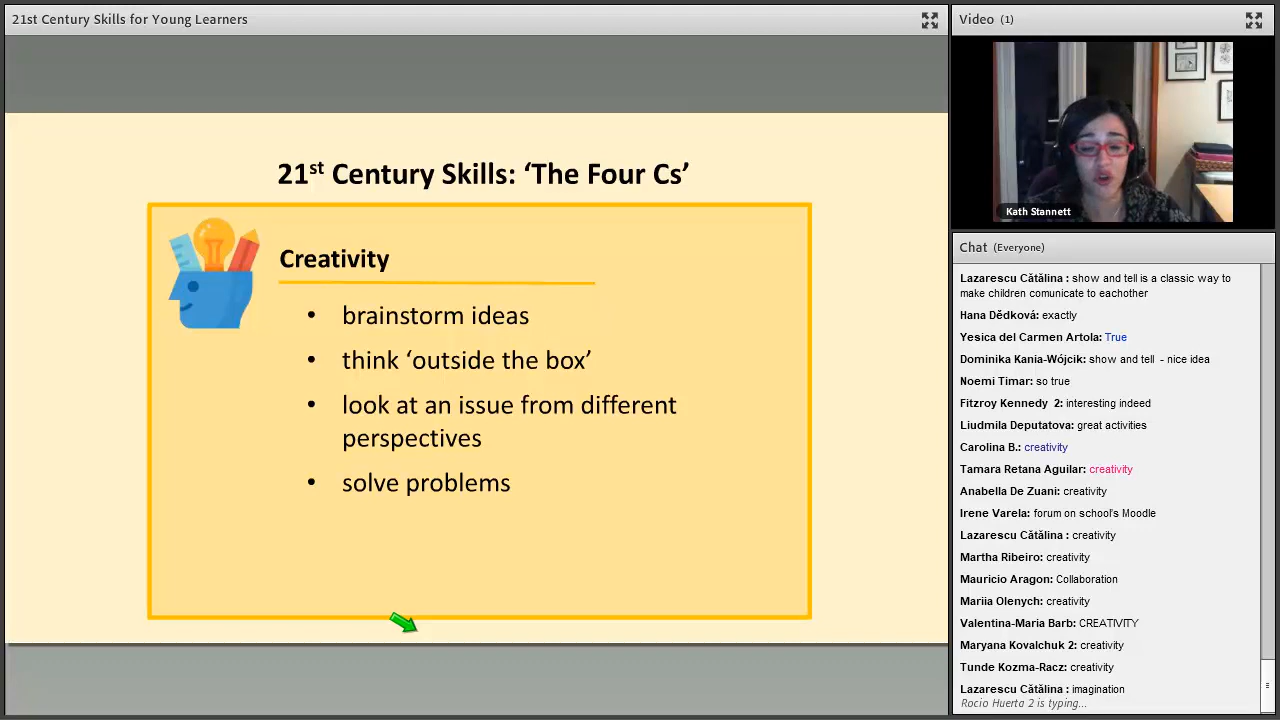 21st Century Skills for Young Learners
21st Century Skills: ‘The Four Cs’
Creativity
• brainstorm ideas
• think ‘outside the box’
• look at an issue from different
perspectives
• solve problems
Video (1)
Kath Stannett
Chat (Everyone)
Lazarescu Cătălina : show and tell is a classic way to
make children comunicate to eachother
Hana Dědková: exactly
Yesica del Carmen Artola: True
Dominika Kania-Wójcik: show and tell - nice idea
Noemi Timar: so true
Fitzroy Kennedy 2: interesting indeed
Liudmila Deputatova: great activities
Carolina B.: creativity
Tamara Retana Aguilar: creativity
Anabella De Zuani: creativity
Irene Varela: forum on school's Moodle
Lazarescu Cătălina : creativity
Martha Ribeiro: creativity
Mauricio Aragon: Collaboration
Mariia Olenych: creativity
Valentina-Maria Barb: CREATIVITY
Maryana Kovalchuk 2: creativity
Tunde Kozma-Racz: creativity
Lazarescu Cătălina : imagination
Rocio Huerta 2 is typing...